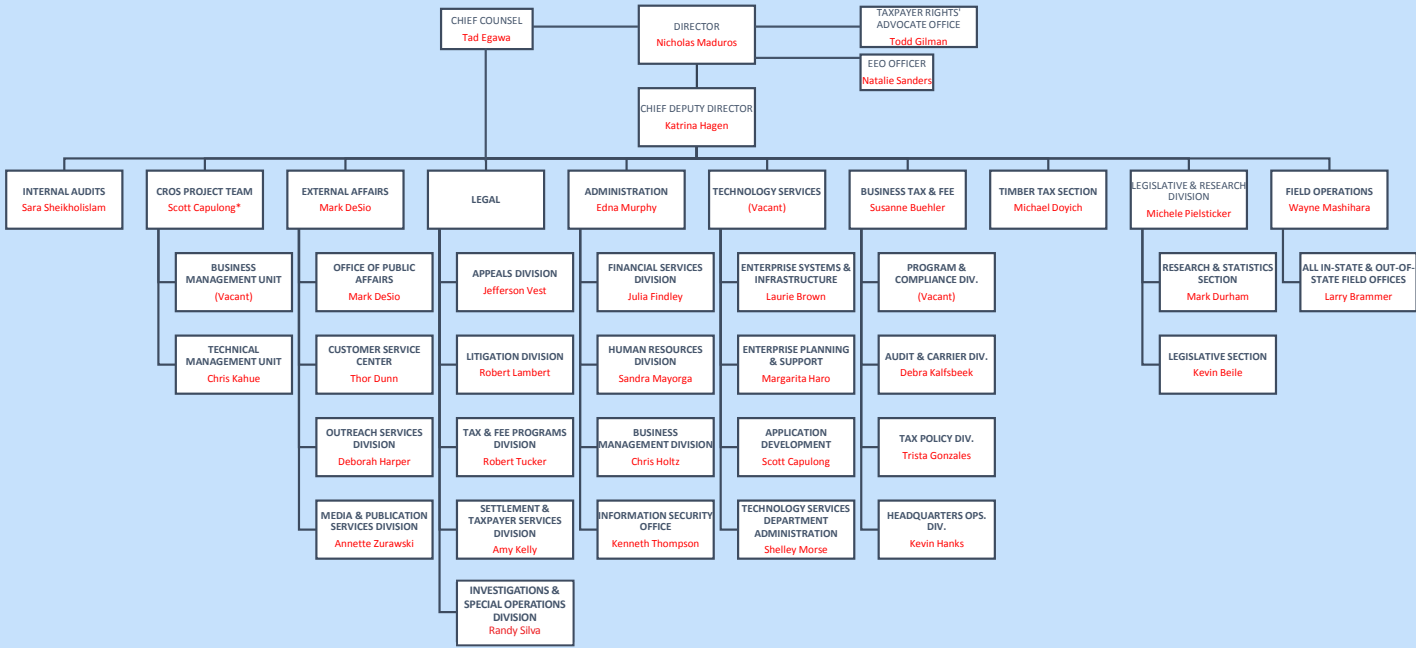 CHIEF COUNSEL
Tad Egawa
DIRECTOR
Nicholas Maduros
TAXPAYER RIGHTS'
ADVOCATE OFFICE
Todd Gilman
EEO OFFICER
Natalie Sanders
CHIEF DEPUTY DIRECTOR
Katrina Hagen
INTERNAL AUDITS
Sara Sheikholislam
CROS PROJECT TEAM
Scott Capulong*
EXTERNAL AFFAIRS
Mark DeSio
LEGAL
ADMINISTRATION
Edna Murphy
TECHNOLOGY SERVICES
(Vacant)
BUSINESS TAX & FEE
Susanne Buehler
TIMBER TAX SECTION
Michael Doyich
LEGISLATIVE & RESEARCH
DIVISION
Michele Pielsticker
FIELD OPERATIONS
Wayne Mashihara
BUSINESS
MANAGEMENT UNIT
(Vacant)
OFFICE OF PUBLIC
AFFAIRS
Mark DeSio
APPEALS DIVISION
Jefferson Vest
FINANCIAL SERVICES
DIVISION
Julia Findley
ENTERPRISE SYSTEMS &
INFRASTRUCTURE
Laurie Brown
PROGRAM &
COMPLIANCE DIV.
(Vacant)
RESEARCH & STATISTICS
SECTION
Mark Durham
ALL IN-STATE & OUT-OF-
STATE FIELD OFFICES
Larry Brammer
TECHNICAL
MANAGEMENT UNIT
Chris Kahue
CUSTOMER SERVICE
CENTER
Thor Dunn
LITIGATION DIVISION
Robert Lambert
HUMAN RESOURCES
DIVISION
Sandra Mayorga
ENTERPRISE PLANNING
& SUPPORT
Margarita Haro
AUDIT & CARRIER DIV.
Debra Kalfsbeek
LEGISLATIVE SECTION
Kevin Beile
OUTREACH SERVICES
DIVISION
Deborah Harper
TAX & FEE PROGRAMS
DIVISION
Robert Tucker
BUSINESS
MANAGEMENT DIVISION
Chris Holtz
APPLICATION
DEVELOPMENT
Scott Capulong
TAX POLICY DIV.
Trista Gonzales
MEDIA & PUBLICATION
SERVICES DIVISION
Annette Zurawski
SETTLEMENT &
TAXPAYER SERVICES
DIVISION
Amy Kelly
INFORMATION SECURITY
OFFICE
Kenneth Thompson
TECHNOLOGY SERVICES
DEPARTMENT
ADMINISTRATION
Shelley Morse
HEADQUARTERS OPS.
DIV.
Kevin Hanks
INVESTIGATIONS &
SPECIAL OPERATIONS
DIVISION
Randy Silva